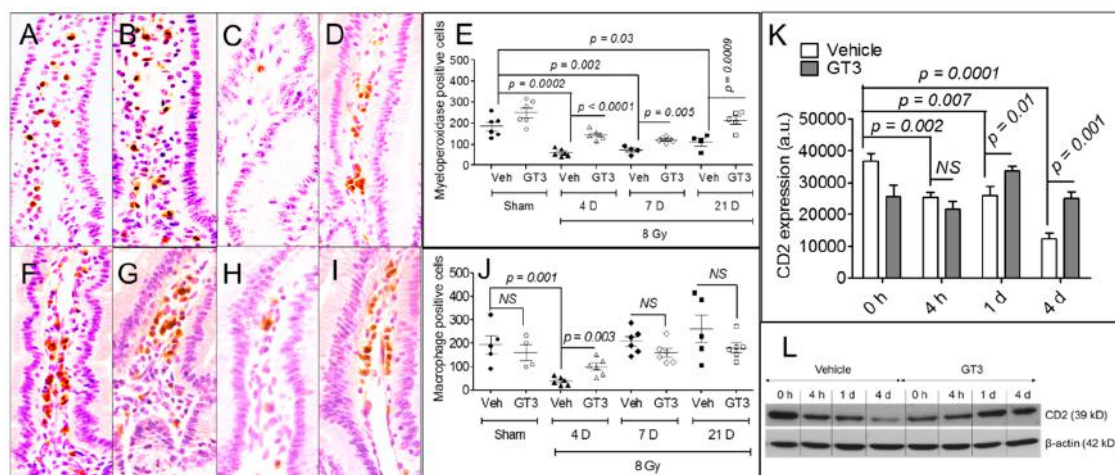 A
B
C
D
F
G
H
I
E
p = 0.03
p = 0.002
p = 0.0002
p < 0.0001
p = 0.005
p = 0.0009
Myeloperoxidase positive cells
500
400
300
200
100
0
Veh GT3 Veh GT3 Veh GT3 Veh GT3
Sham 4 D 7 D 21 D
8 Gy
J
p = 0.001
NS
p = 0.003
NS
NS
Macrophage positive cells
500
400
300
200
100
0
Veh GT3 Veh GT3 Veh GT3 Veh GT3
Sham 4 D 7 D 21 D
8 Gy
K
Vehicle
GT3
p = 0.0001
p = 0.007
p = 0.002
NS
p = 0.01
p = 0.001
CD2 expression (a.u.)
50000
40000
30000
20000
10000
0
0 h 4 h 1 d 4 d
L
Vehicle GT3
0 h 4 h 1 d 4 d 0 h 4 h 1 d 4 d
CD2 (39 kD)
β-actin (42 kD